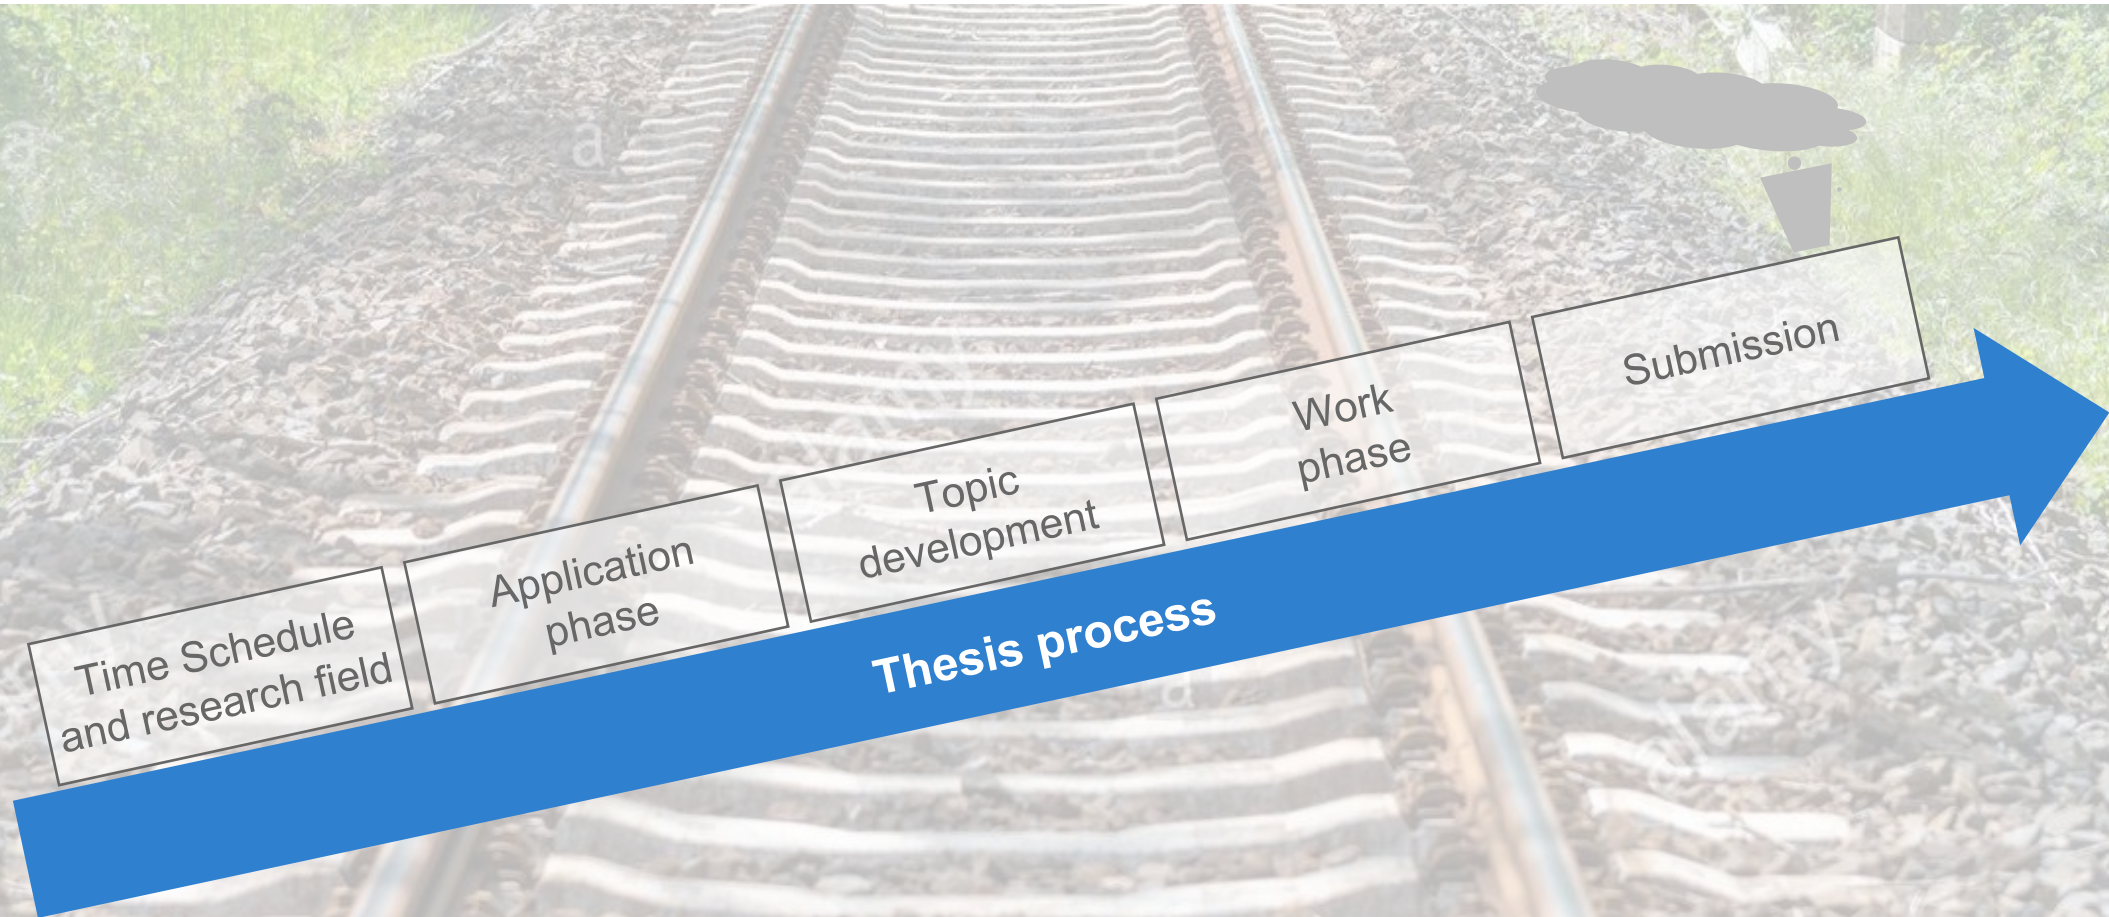 Time Schedule
and research field
Application
phase
Topic
development
Work
phase
Submission
Thesis process
a
a